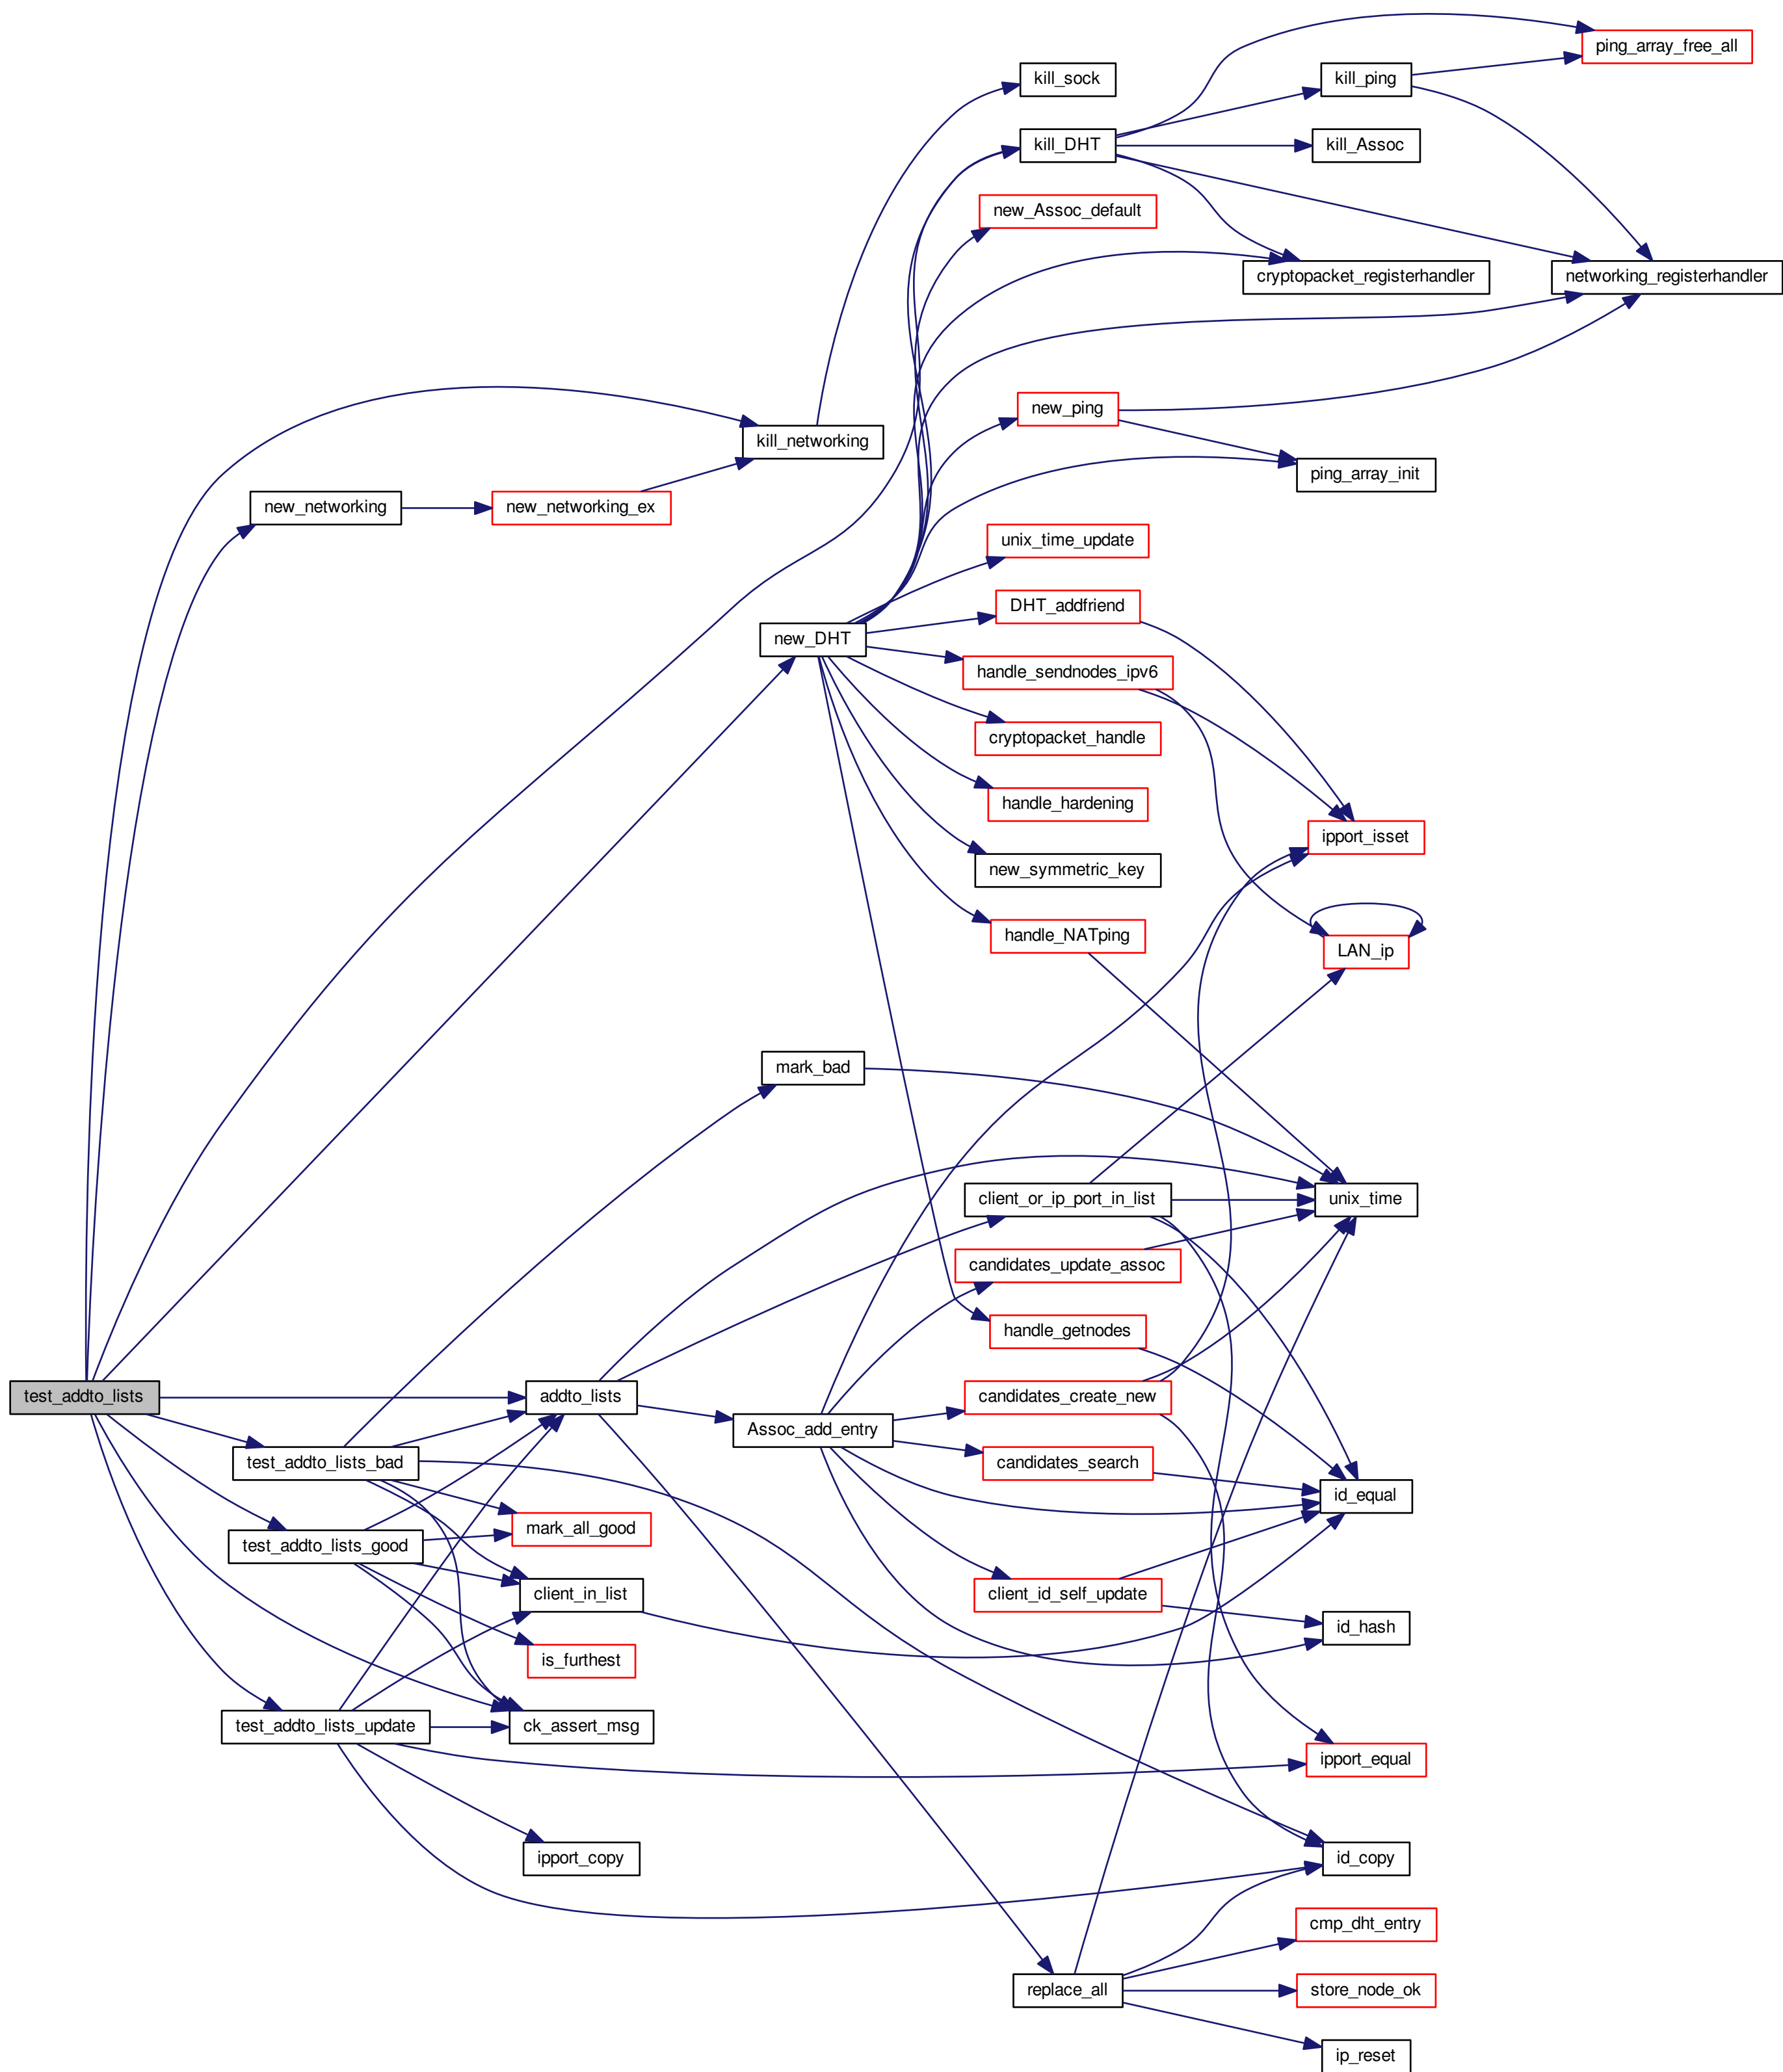 ping_array_free_all
kill_sock
kill_ping
kill_DHT
kill_Assoc
new_Assoc_default
cryptopacket_registerhandler
networking_registerhandler
new_ping
kill_networking
ping_array_init
new_networking
new_networking_ex
unix_time_update
DHT_addfriend
new_DHT
handle_sendnodes_ipv6
cryptopacket_handle
handle_hardening
ipport_isset
new_symmetric_key
handle_NATping
LAN_ip
mark_bad
client_or_ip_port_in_list
unix_time
candidates_update_assoc
handle_getnodes
test_addto_lists
addto_lists
candidates_create_new
Assoc_add_entry
test_addto_lists_bad
candidates_search
id_equal
mark_all_good
test_addto_lists_good
client_in_list
client_id_self_update
id_hash
is_furthest
test_addto_lists_update
ck_assert_msg
ipport_equal
ipport_copy
id_copy
cmp_dht_entry
replace_all
store_node_ok
ip_reset